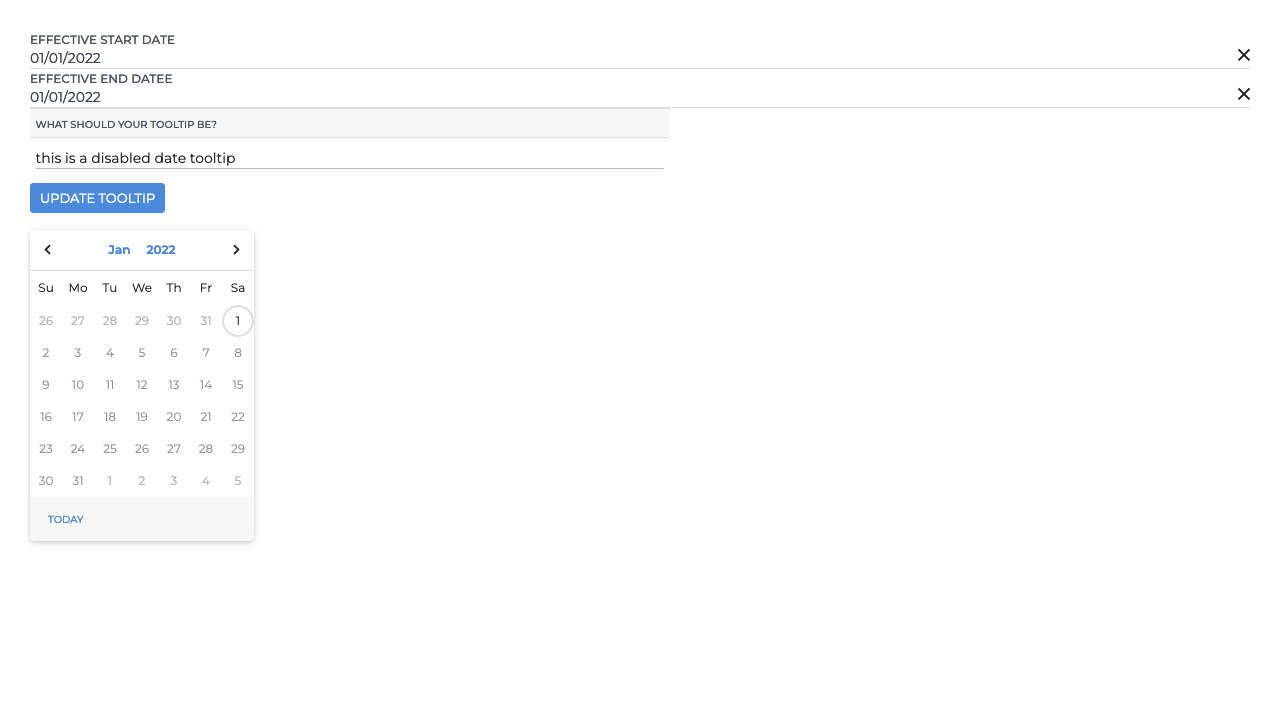 EFFECTIVE START DATE
01/01/2022
EFFECTIVE END DATEE
01/01/2022
WHAT SHOULD YOUR TOOLTIP BE?
this is a disabled date tooltip
UPDATE TOOLTIP
Jan 2022
Su Mo Tu We Th Fr Sa
26 27 28 29 30 31 1
2 3 4 5 6 7 8
9 10 11 12 13 14 15
16 17 18 19 20 21 22
23 24 25 26 27 28 29
30 31 1 2 3 4 5
TODAY